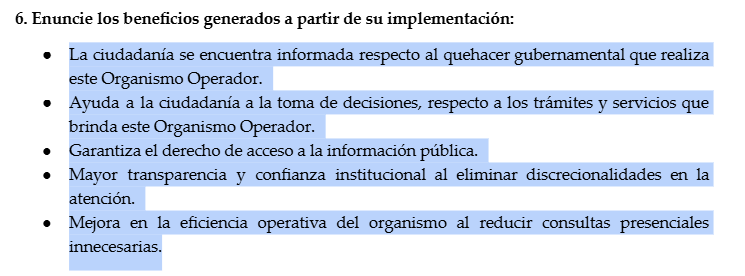 6. Enuncie los beneficios generados a partir de su implementación:
● La ciudadanía se encuentra informada respecto al quehacer gubernamental que realiza
este Organismo Operador.
● Ayuda a la ciudadanía a la toma de decisiones, respecto a los trámites y servicios que
brinda este Organismo Operador.
● Garantiza el derecho de acceso a la información pública.
● Mayor transparencia y confianza institucional al eliminar discrecionalidades en la
atención.
● Mejora en la eficiencia operativa del organismo al reducir consultas presenciales
innecesarias.